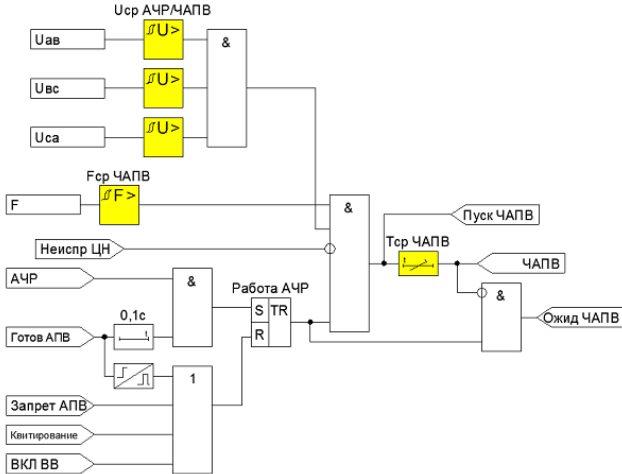 Uср АЧР/ЧАПВ
Uав
U>
&
Uвс
U>
Uса
U>
Fср ЧАПВ
F
F>
&
Пуск ЧАПВ
Неиспр ЦН
Тср ЧАПВ
t
ЧАПВ
АЧР
&
Работа АЧР
&
0,1с
S TR
Ожид ЧАПВ
Готов АПВ
t
R
1
Запрет АПВ
Квитирование
ВКЛ ВВ